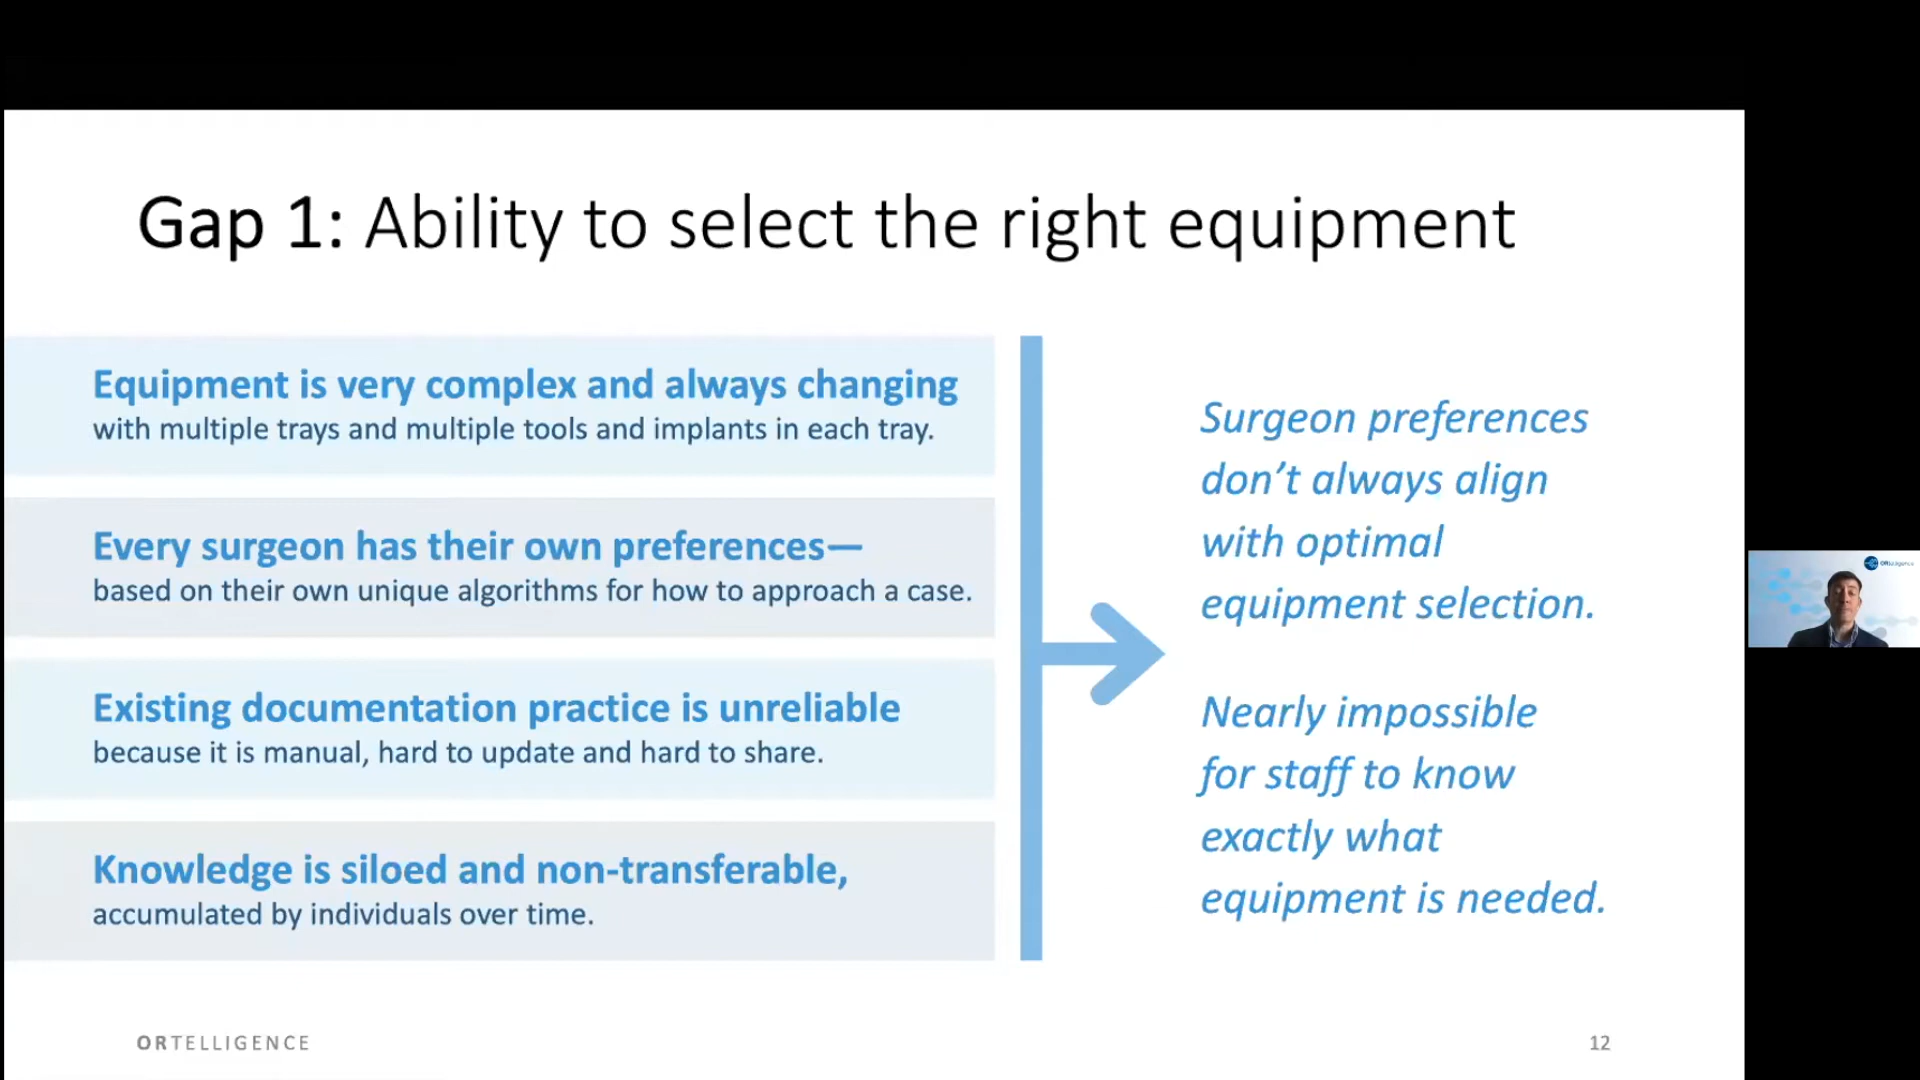 Gap 1: Ability to select the right equipment
Equipment is very complex and always changing
with multiple trays and multiple tools and implants in each tray.
Every surgeon has their own preferences—
based on their own unique algorithms for how to approach a case.
Existing documentation practice is unreliable
because it is manual, hard to update and hard to share.
Knowledge is siloed and non-transferable,
accumulated by individuals over time.
Surgeon preferences
don’t always align
with optimal
equipment selection.
Nearly impossible
for staff to know
exactly what
equipment is needed.
ORtelligence
ORTELLIGENCE
12